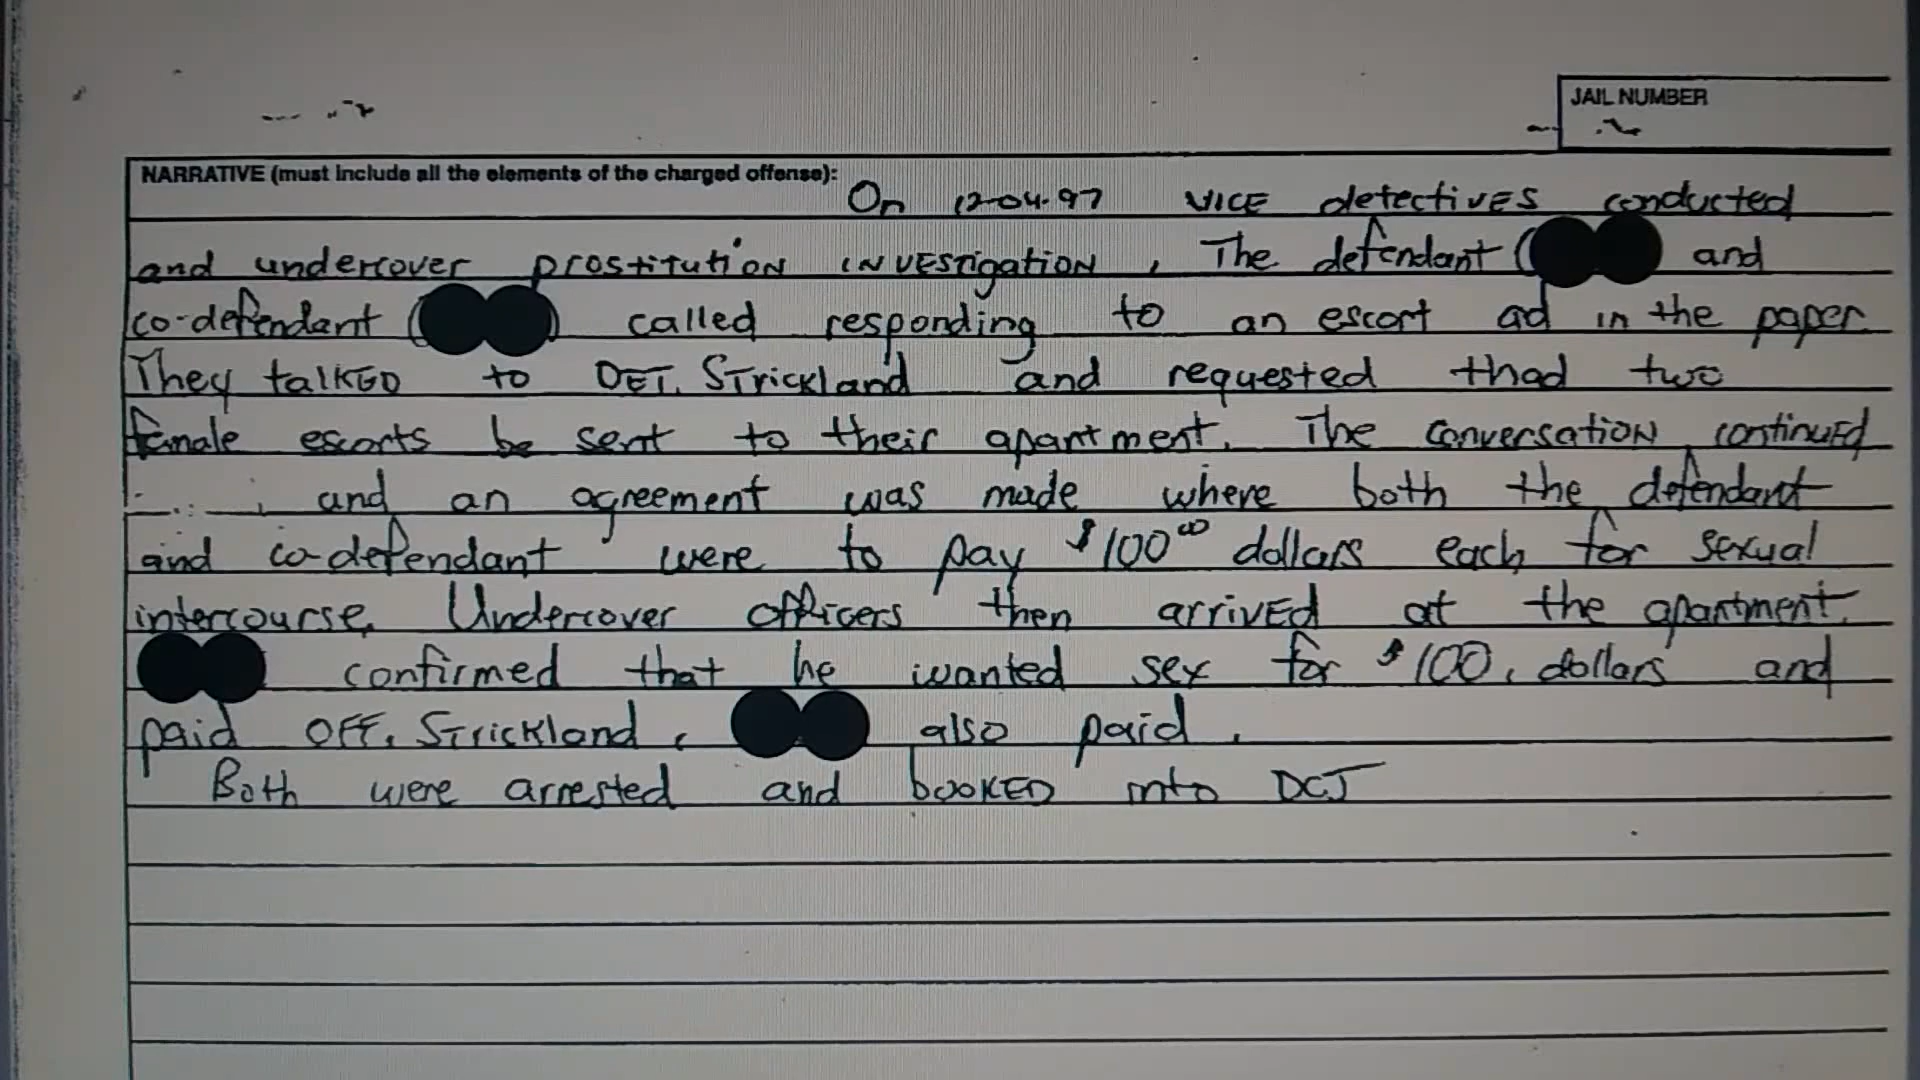 JAIL NUMBER
NARRATIVE (must include all the elements of the charged offense):
On 12-04-97 VICE detectives conducted
and undercover prostitution investigation, The defendant ( and
co-defendant ( ) called responding to an escort ad in the paper
They talked to DET. Strickland and requested thad two
female escorts be sent to their apartment. The conversation continued
and an agreement was made where both the defendant
and co-defendant were to pay $100.00 dollars each for sexual
intercourse. Undercover officers then arrived at the apartment.
confirmed that he wanted sex for $100. dollars and
paid OFF. Strickland. also paid.
Both were arrested and booked into DCJ